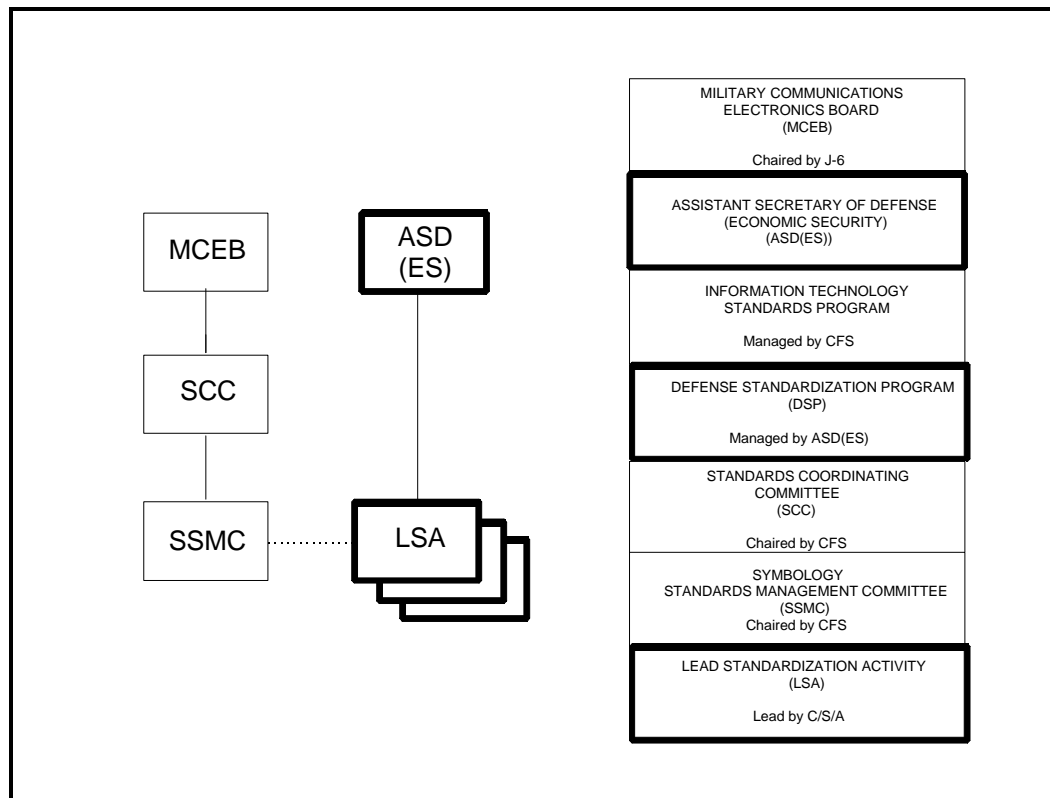 MCEB
SCC
SSMC
ASD
(ES)
LSA
MILITARY COMMUNICATIONS
ELECTRONICS BOARD
(MCEB)
Chaired by J-6
ASSISTANT SECRETARY OF DEFENSE
(ECONOMIC SECURITY)
(ASD(ES))
INFORMATION TECHNOLOGY
STANDARDS PROGRAM
Managed by CFS
DEFENSE STANDARDIZATION PROGRAM
(DSP)
Managed by ASD(ES)
STANDARDS COORDINATING
COMMITTEE
(SCC)
Chaired by CFS
SYMBOLOGY
STANDARDS MANAGEMENT COMMITTEE
(SSMC)
Chaired by CFS
LEAD STANDARDIZATION ACTIVITY
(LSA)
Lead by C/S/A